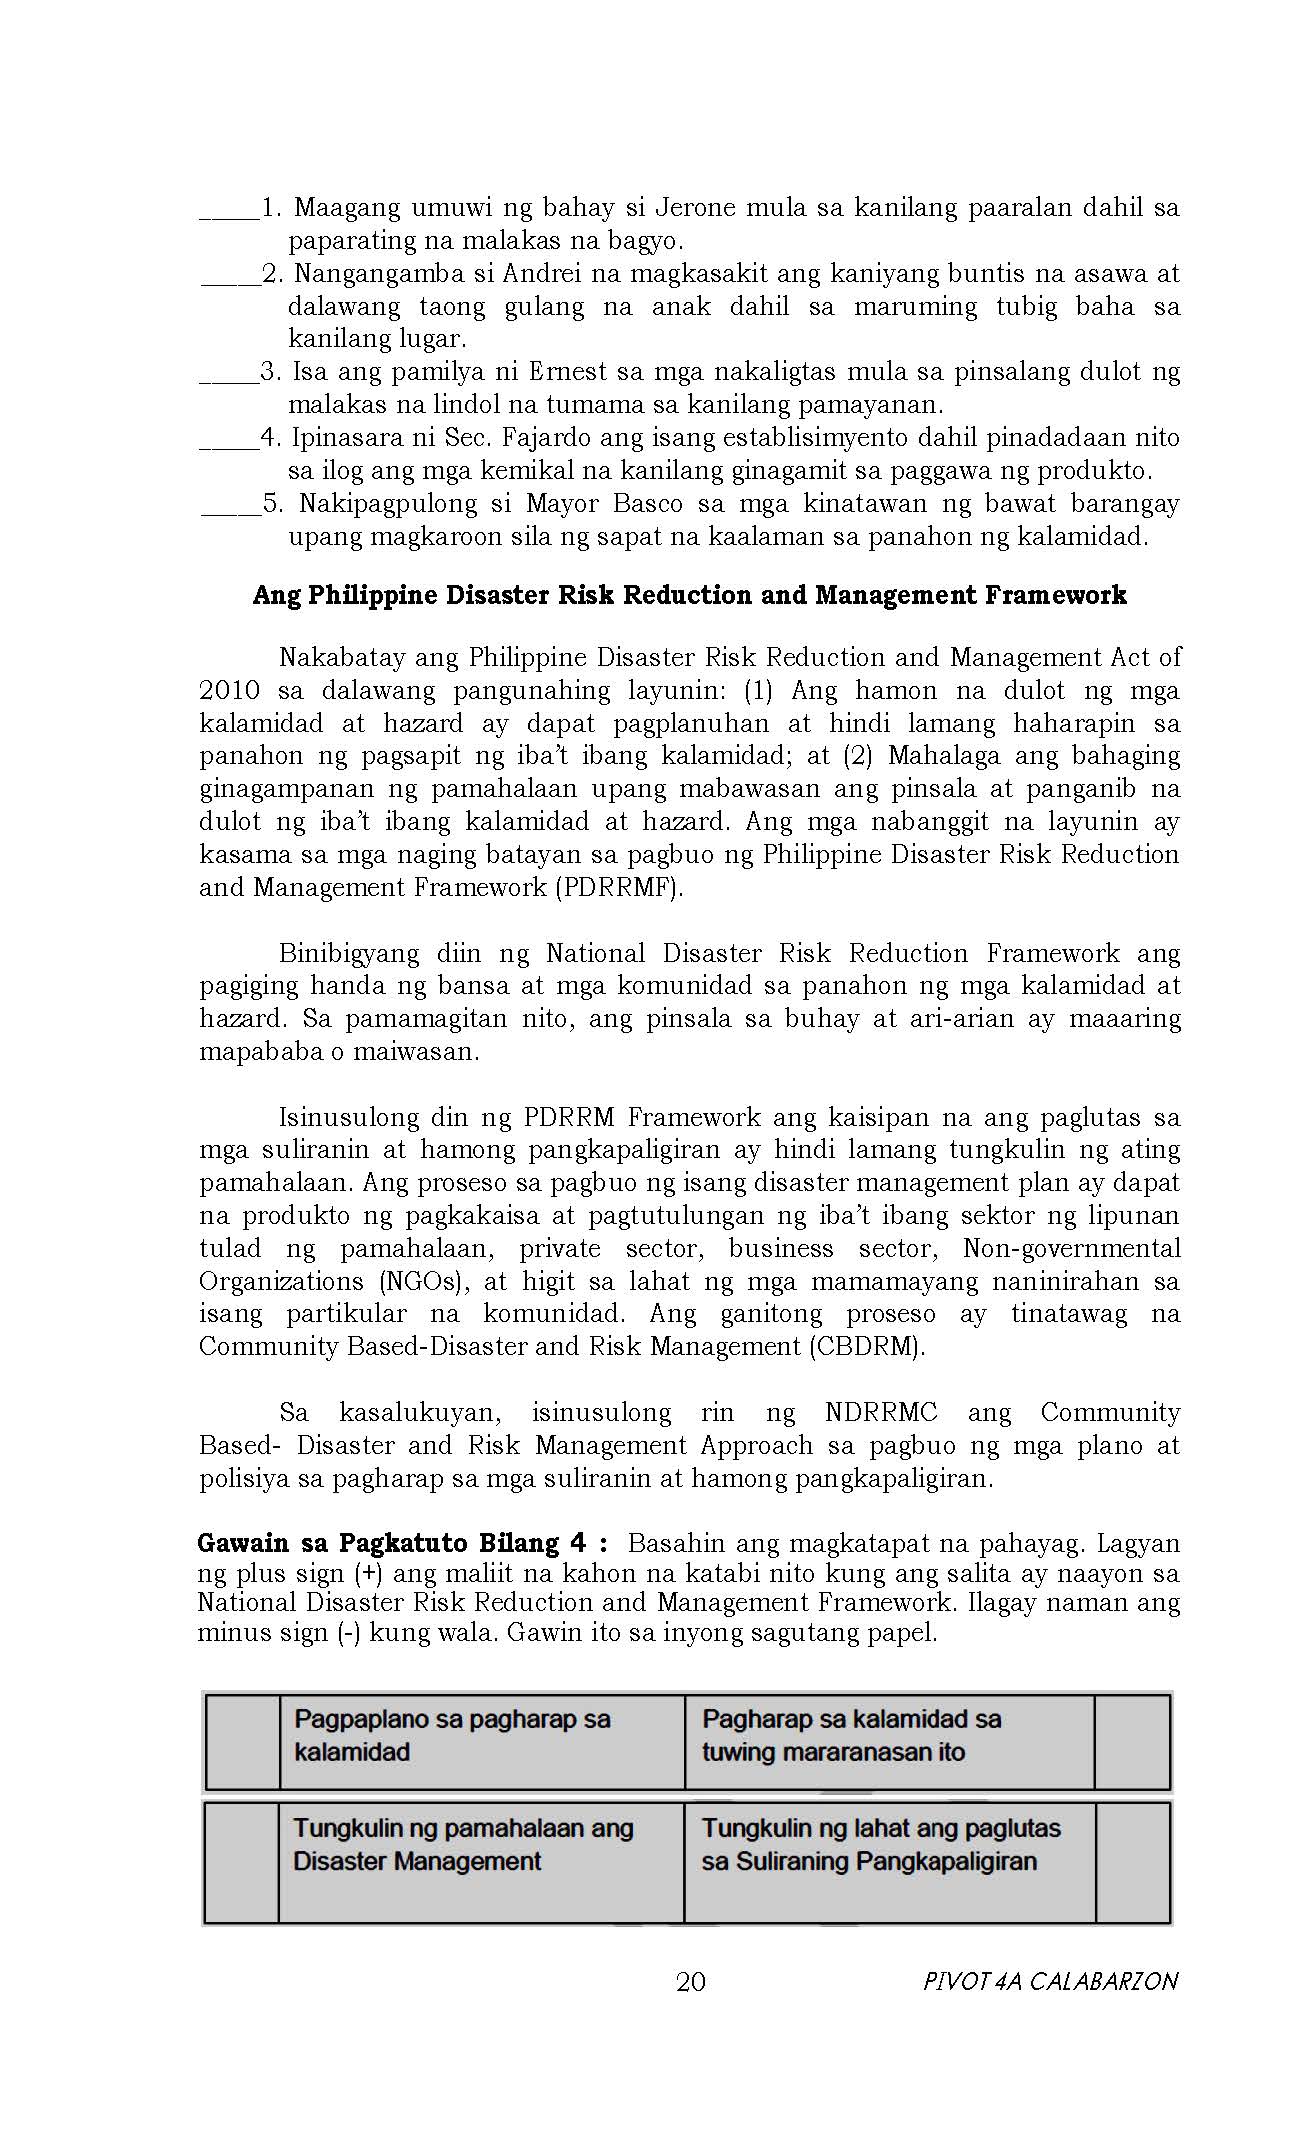 _____1. Maagang umuwi ng bahay si Jerone mula sa kanilang paaralan dahil sa
paparating na malakas na bagyo.
_____2. Nangangamba si Andrei na magkasakit ang kaniyang buntis na asawa at
dalawang taong gulang na anak dahil sa maruming tubig baha sa
kanilang lugar.
_____3. Isa ang pamilya ni Ernest sa mga nakaligtas mula sa pinsalang dulot ng
malakas na lindol na tumama sa kanilang pamayanan.
_____4. Ipinasara ni Sec. Fajardo ang isang establisimyento dahil pinadadaan nito
sa ilog ang mga kemikal na kanilang ginagamit sa paggawa ng produkto.
_____5. Nakipagpulong si Mayor Basco sa mga kinatawan ng bawat barangay
upang magkaroon sila ng sapat na kaalaman sa panahon ng kalamidad.
Ang Philippine Disaster Risk Reduction and Management Framework
Nakabatay ang Philippine Disaster Risk Reduction and Management Act of
2010 sa dalawang pangunahing layunin: (1) Ang hamon na dulot ng mga
kalamidad at hazard ay dapat pagplanuhan at hindi lamang haharapin sa
panahon ng pagsapit ng iba't ibang kalamidad; at (2) Mahalaga ang bahaging
ginagampanan ng pamahalaan upang mabawasan ang pinsala at panganib na
dulot ng iba't ibang kalamidad at hazard. Ang mga nabanggit na layunin ay
kasama sa mga naging batayan sa pagbuo ng Philippine Disaster Risk Reduction
and Management Framework (PDRRMF).
Binibigyang diin ng National Disaster Risk Reduction Framework ang
pagiging handa ng bansa at mga komunidad sa panahon ng mga kalamidad at
hazard. Sa pamamagitan nito, ang pinsala sa buhay at ari-arian ay maaaring
mapababa o maiwasan.
Isinusulong din ng PDRRM Framework ang kaisipan na ang paglutas sa
mga suliranin at hamong pangkapaligiran ay hindi lamang tungkulin ng ating
pamahalaan. Ang proseso sa pagbuo ng isang disaster management plan ay dapat
na produkto ng pagkakaisa at pagtutulungan ng iba't ibang sektor ng lipunan
tulad ng pamahalaan, private sector, business sector, Non-governmental
Organizations (NGOs), at higit sa lahat ng mga mamamayang naninirahan sa
isang partikular na komunidad. Ang ganitong proseso ay tinatawag na
Community Based-Disaster and Risk Management (CBDRM).
Sa kasalukuyan, isinusulong rin ng NDRRMC ang Community
Based- Disaster and Risk Management Approach sa pagbuo ng mga plano at
polisiya sa pagharap sa mga suliranin at hamong pangkapaligiran.
Gawain sa Pagkatuto Bilang 4 : Basahin ang magkatapat na pahayag. Lagyan
ng plus sign (+) ang maliit na kahon na katabi nito kung ang salita ay naayon sa
National Disaster Risk Reduction and Management Framework. Ilagay naman ang
minus sign (-) kung wala. Gawin ito sa inyong sagutang papel.
Pagpaplano sa pagharap sa
kalamidad
Pagharap sa kalamidad sa
tuwing mararanasan ito
Tungkulin ng pamahalaan ang
Disaster Management
Tungkulin ng lahat ang paglutas
sa Suliraning Pangkapaligiran
20
PIVOT 4A CALABARZON